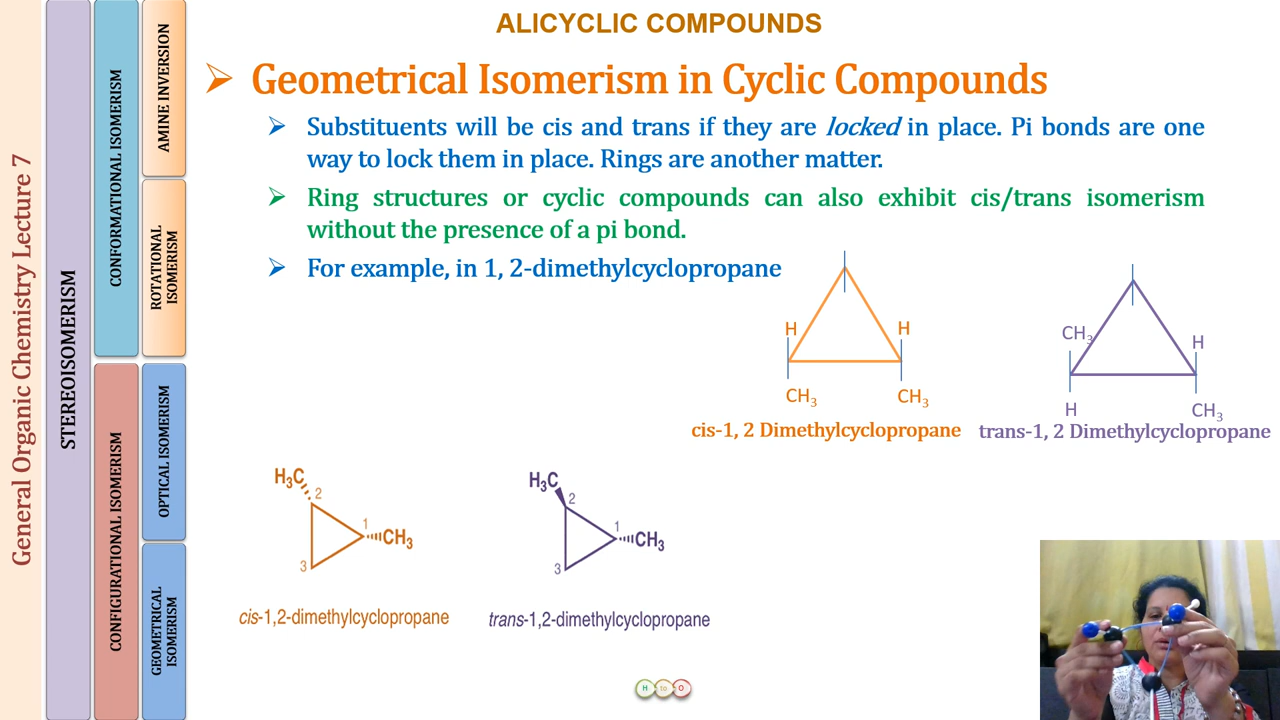 ALICYCLIC COMPOUNDS
Geometrical Isomerism in Cyclic Compounds
Substituents will be cis and trans if they are locked in place. Pi bonds are one
way to lock them in place. Rings are another matter.
Ring structures or cyclic compounds can also exhibit cis/trans isomerism
without the presence of a pi bond.
For example, in 1, 2-dimethylcyclopropane
General Organic Chemistry Lecture 7
STEREOISOMERISM
CONFORMATIONAL ISOMERISM
CONFIGURATIONAL ISOMERISM
AMINE INVERSION
ROTATIONAL
ISOMERISM
OPTICAL ISOMERISM
GEOMETRICAL
ISOMERISM
H H
CH3 CH3
cis-1, 2 Dimethylcyclopropane
CH3 H
H CH3
trans-1, 2 Dimethylcyclopropane
H3C
2
1
CH3
3
cis-1,2-dimethylcyclopropane
H3C
2
1
CH3
3
trans-1,2-dimethylcyclopropane
H to O